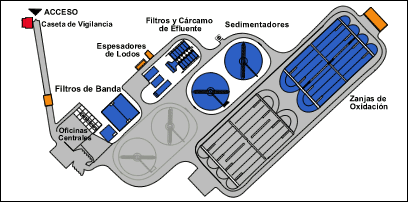 ACCESO
Caseta de Vigilancia
Filtros y Cárcamo
de Efluente
Sedimentadores
Espesadores
de Lodos
Filtros de Banda
Zanjas de
Oxidación
Oficinas
Centrales